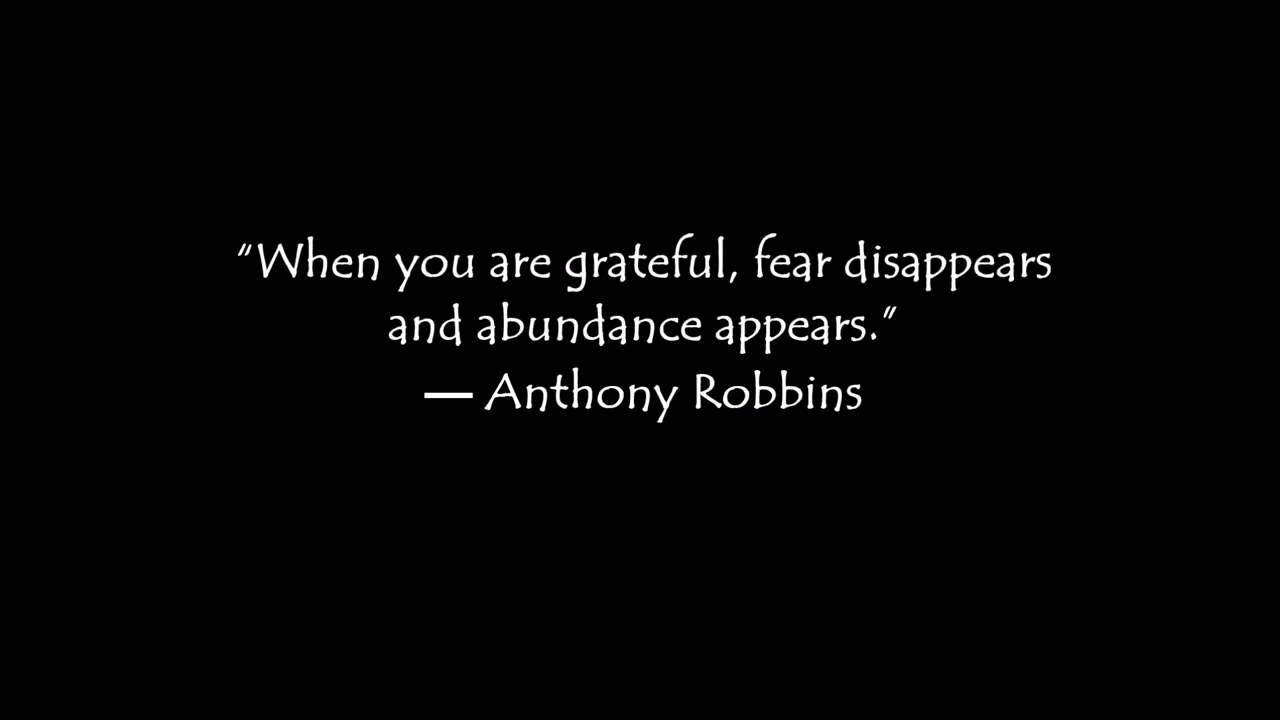 “When you are grateful, fear disappears
and abundance appears.”
— Anthony Robbins